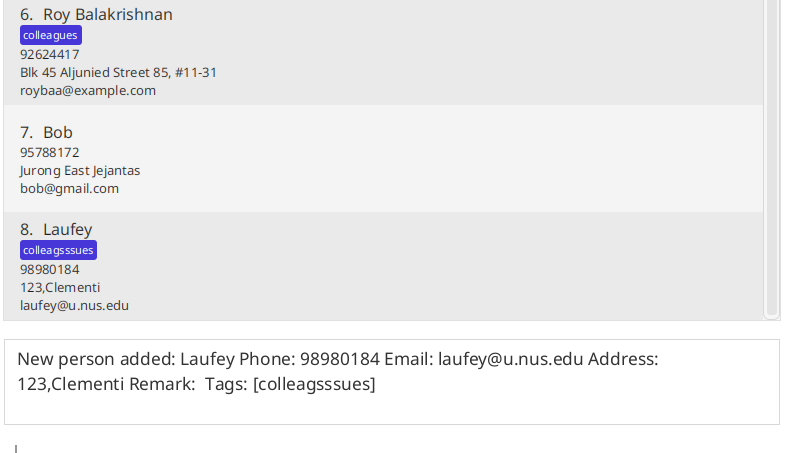 6. Roy Balakrishnan
colleagues
92624417
Blk 45 Aljunied Street 85, #11-31
roybaa@example.com
7. Bob
95788172
Jurong East Jejantas
bob@gmail.com
8. Laufey
colleagsssues
98980184
123,Clementi
laufey@u.nus.edu
New person added: Laufey Phone: 98980184 Email: laufey@u.nus.edu Address:
123,Clementi Remark:  Tags: [colleagsssues]